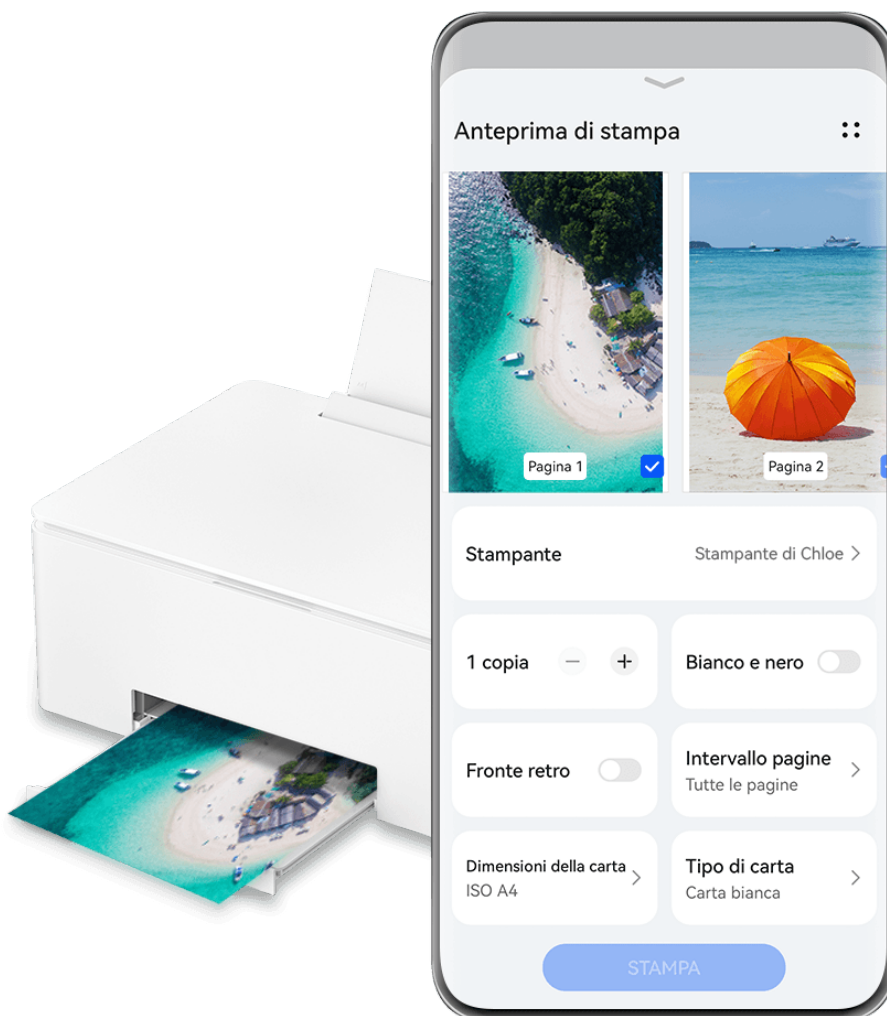 Anteprima di stampa
Pagina 1
Pagina 2
Stampante
Stampante di Chloe
1 copia
Bianco e nero
Fronte retro
Intervallo pagine
Tutte le pagine
Dimensioni della carta
ISO A4
Tipo di carta
Carta bianca
STAMPA